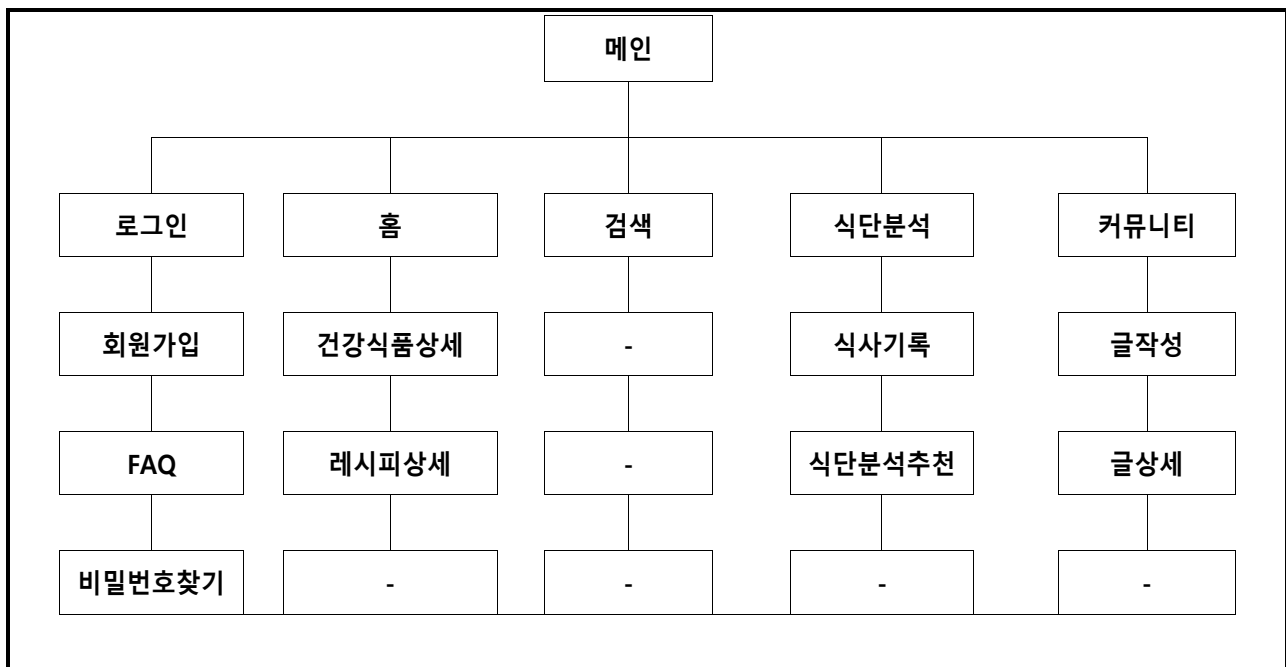 메인
로그인 홈 검색 식단분석 커뮤니티
회원가입 건강식품상세 - 식사기록 글작성
FAQ 레시피상세 - 식단분석추천 글상세
비밀번호찾기 - - - -